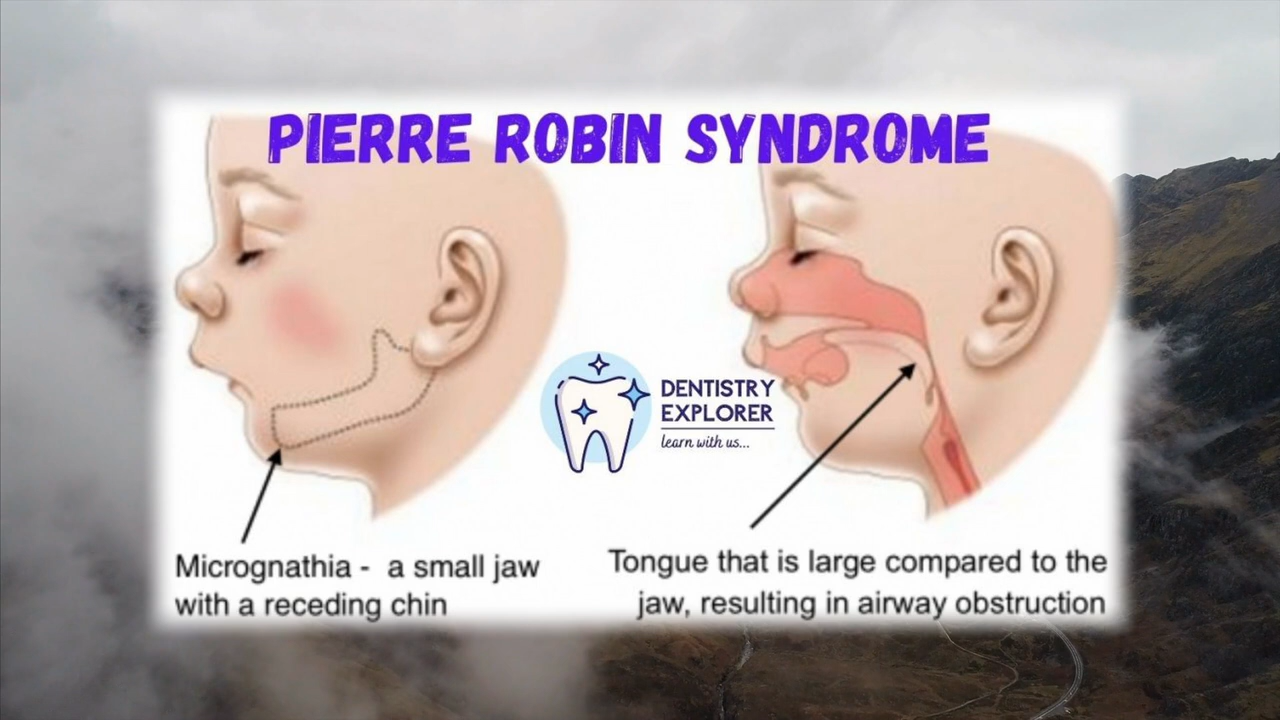 PIERRE ROBIN SYNDROME
DENTISTRY
EXPLORER
learn with us...
Micrognathia - a small jaw
with a receding chin
Tongue that is large compared to the
jaw, resulting in airway obstruction